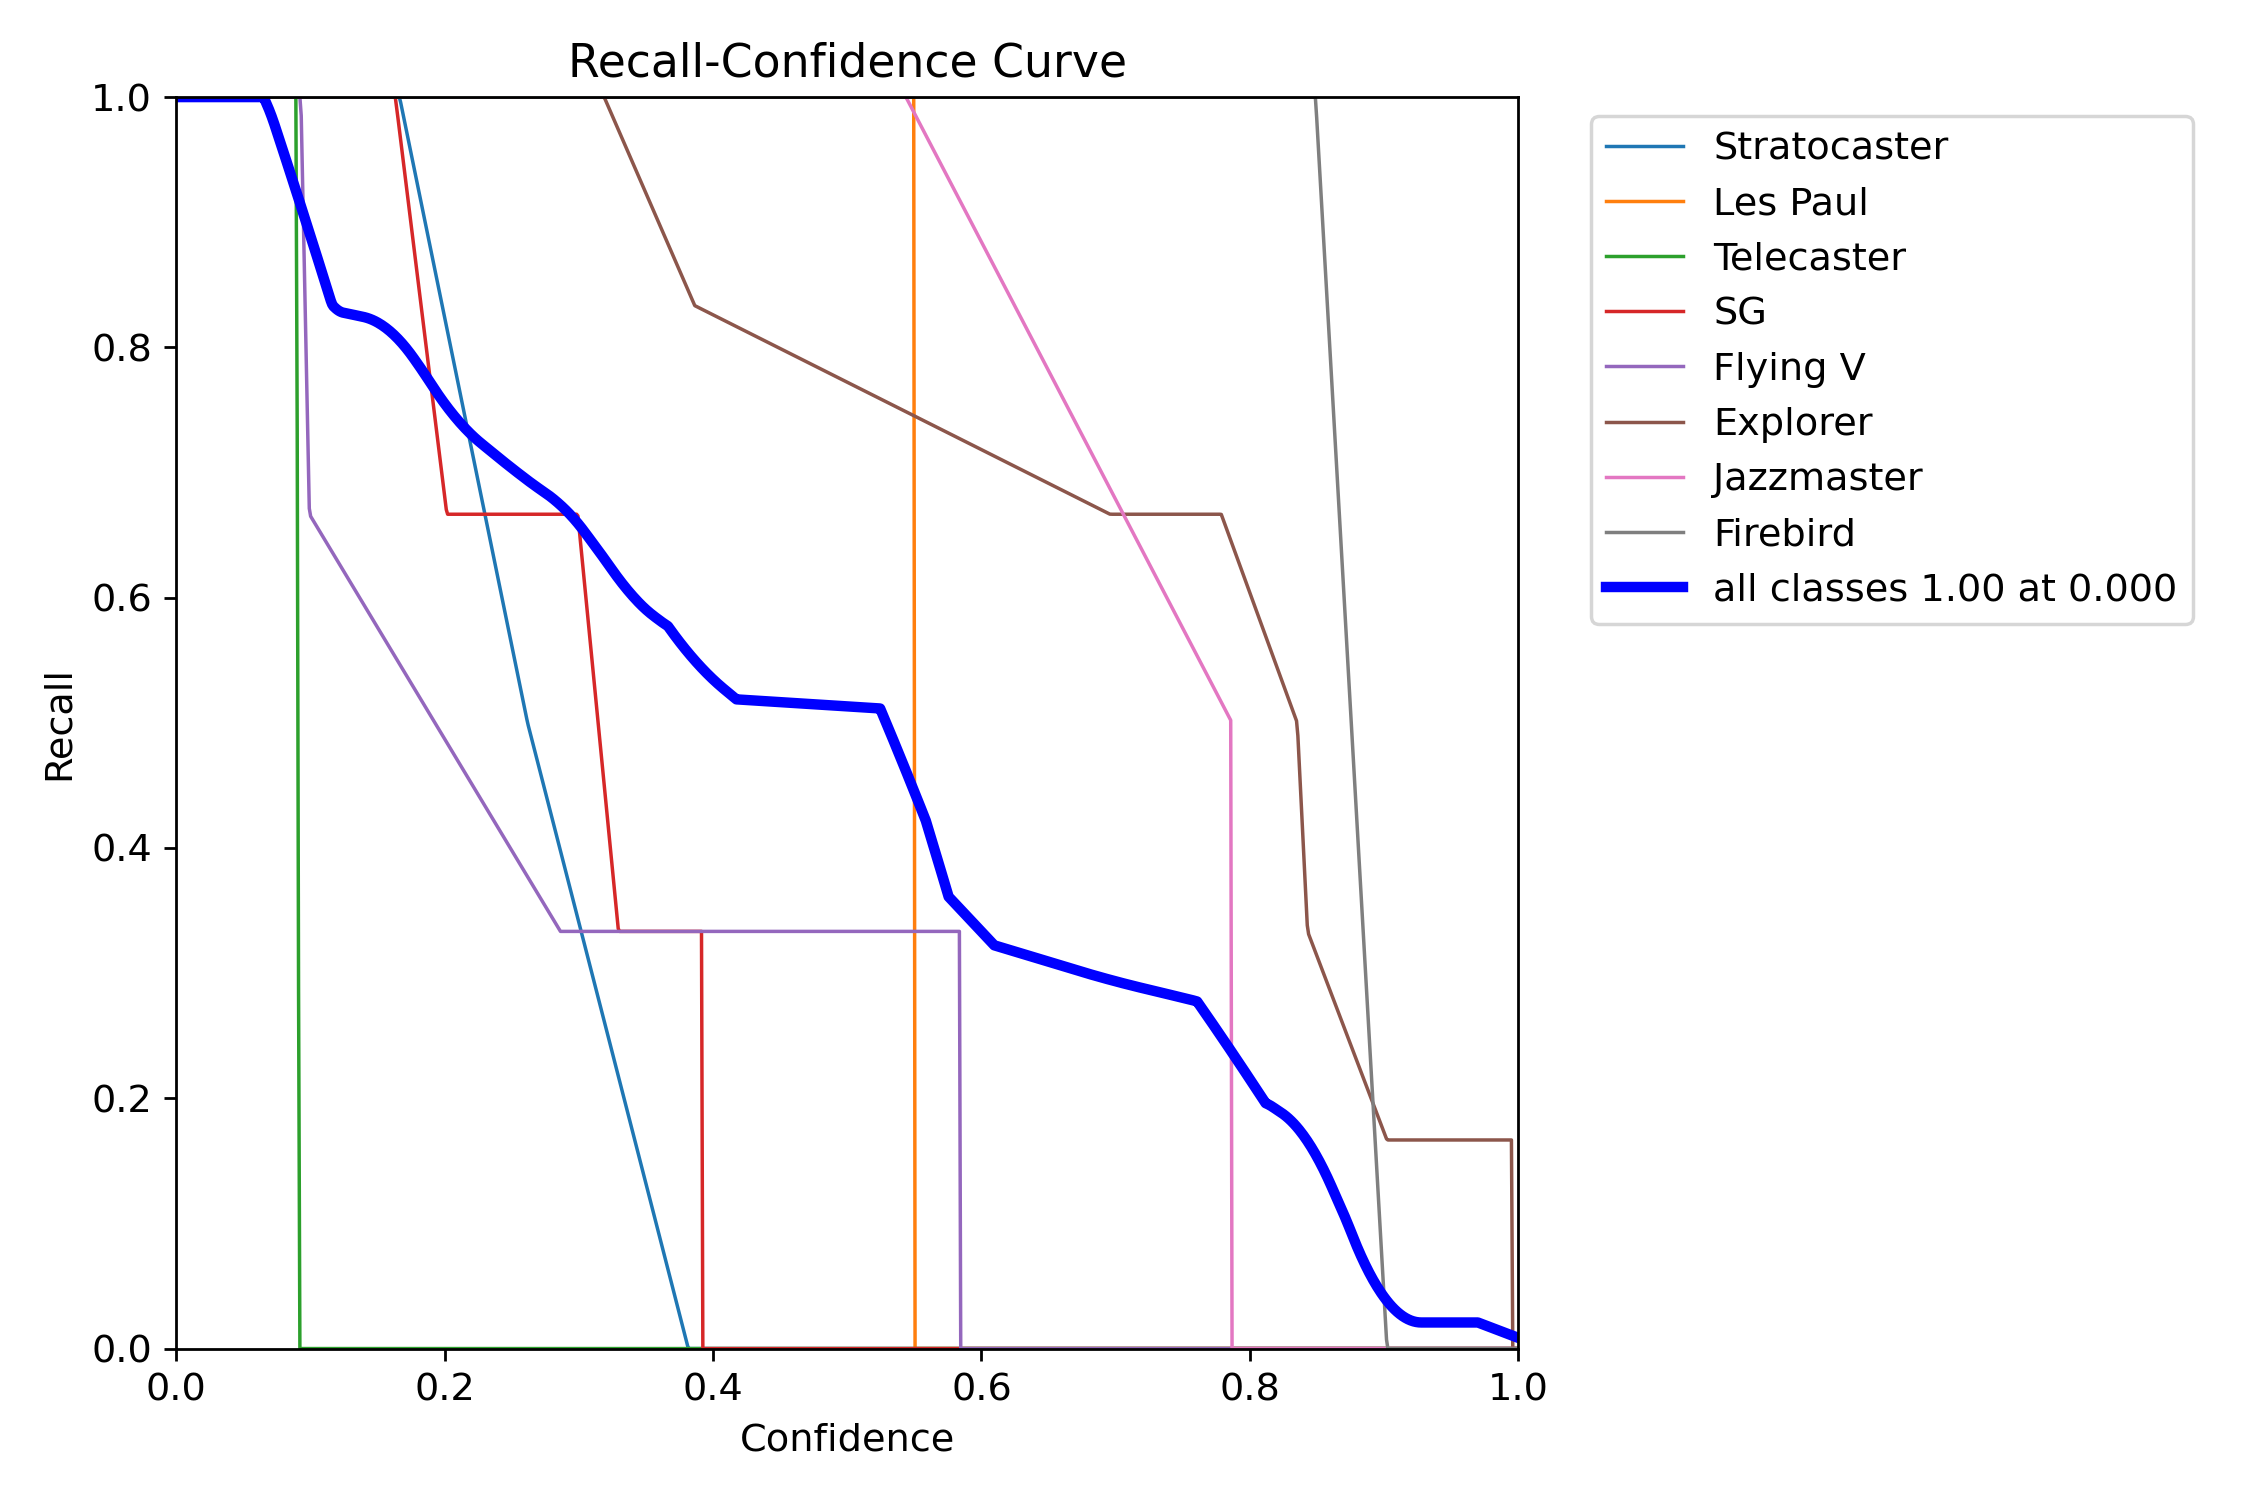 Recall-Confidence Curve
1.0
0.8
0.6
0.4
0.2
0.0
Recall
0.0 0.2 0.4 0.6 0.8 1.0
Confidence
Stratocaster
Les Paul
Telecaster
SG
Flying V
Explorer
Jazzmaster
Firebird
all classes 1.00 at 0.000